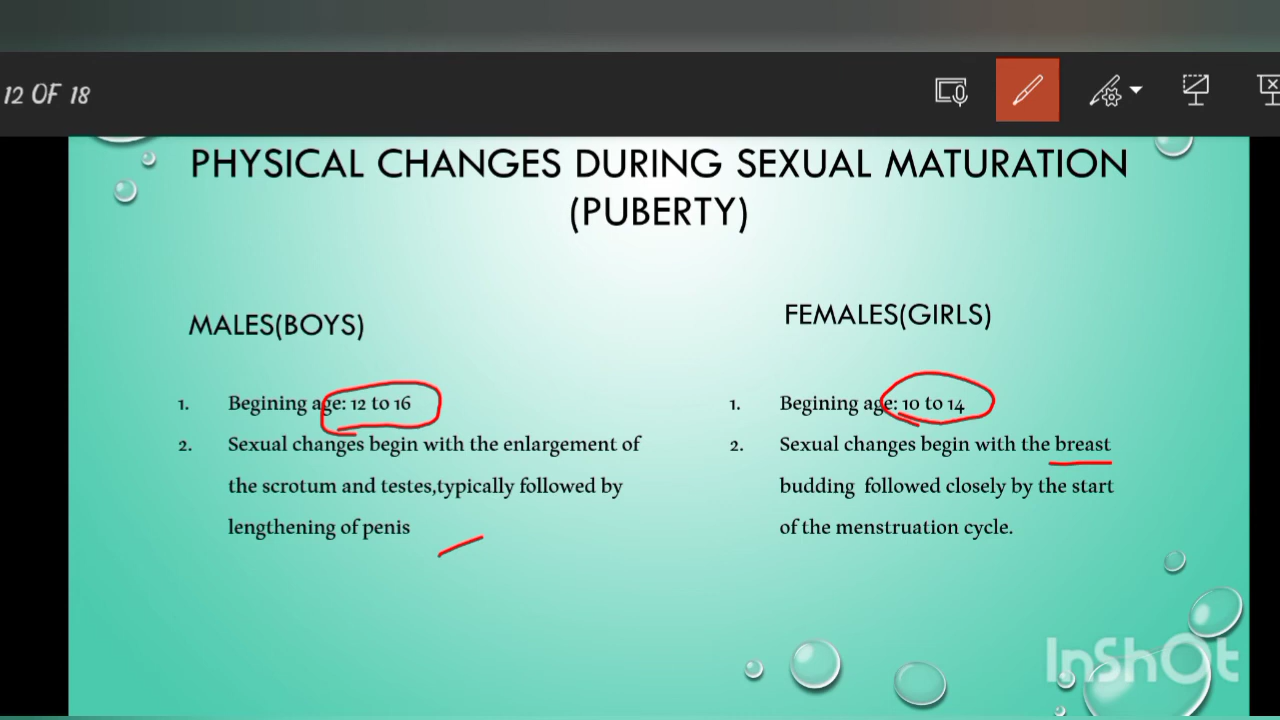 12 OF 18
PHYSICAL CHANGES DURING SEXUAL MATURATION
(PUBERTY)
MALES(BOYS)
1. Begining age: 12 to 16
2. Sexual changes begin with the enlargement of
the scrotum and testes,typically followed by
lengthening of penis
FEMALES(GIRLS)
1. Begining age: 10 to 14
2. Sexual changes begin with the breast
budding followed closely by the start
of the menstruation cycle.
InShOt